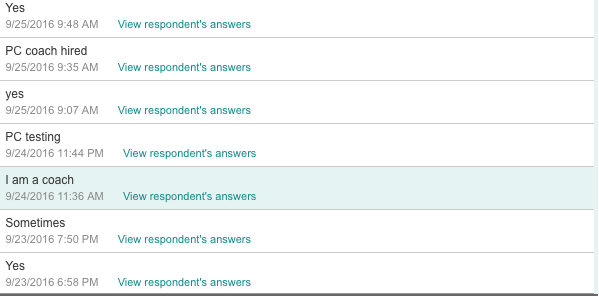 Yes
9/25/2016 9:48 AM View respondent's answers
PC coach hired
9/25/2016 9:35 AM View respondent's answers
yes
9/25/2016 9:07 AM View respondent's answers
PC testing
9/24/2016 11:44 PM View respondent's answers
I am a coach
9/24/2016 11:36 AM View respondent's answers
Sometimes
9/23/2016 7:50 PM View respondent's answers
Yes
9/23/2016 6:58 PM View respondent's answers